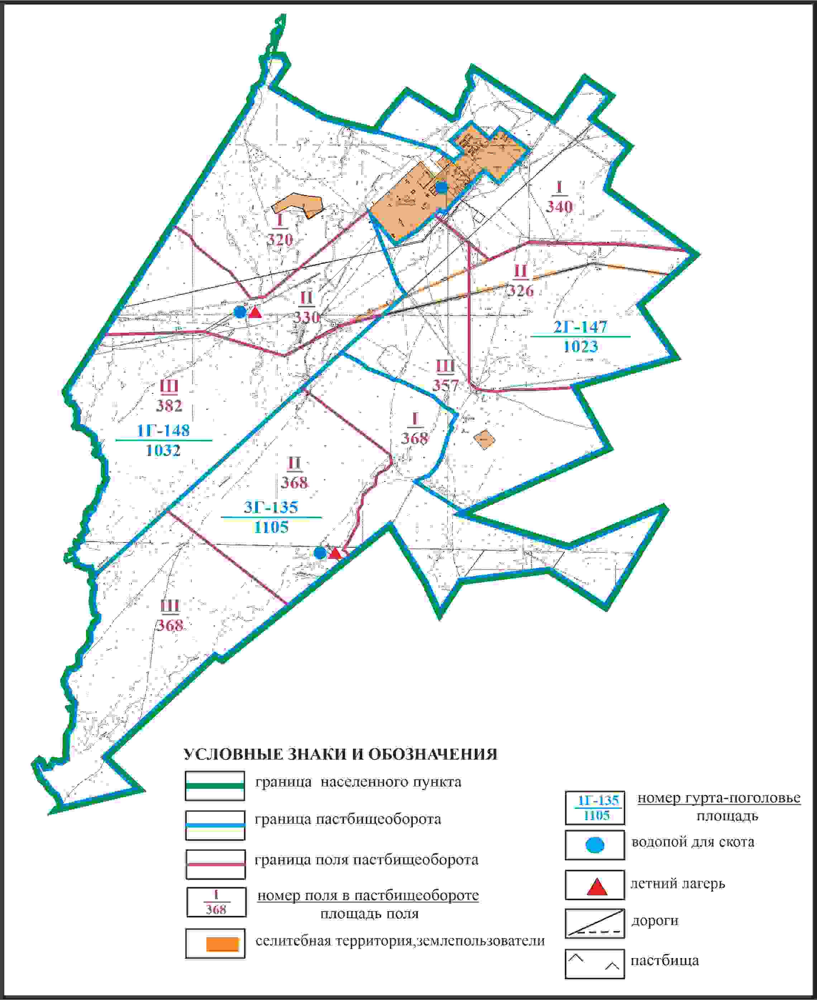 I
340
I
320
II
326
II
330
2Г-147
1023
III
357
III
382
I
368
1Г-148
1032
II
368
3Г-135
1105
III
368
УСЛОВНЫЕ ЗНАКИ И ОБОЗНАЧЕНИЯ
граница населенного пункта
граница пастбищеоборота
граница поля пастбищеоборота
I
368
номер поля в пастбищеобороте
площадь поля
селитебная территория,землепользователи
1Г-135
1105
номер гурта-поголовье
площадь
водопой для скота
летний лагерь
дороги
пастбища